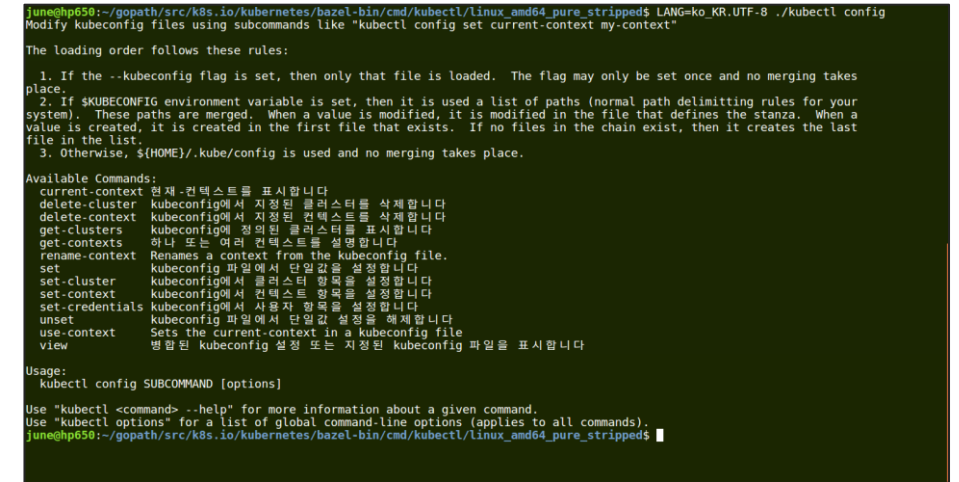 june@hp650:~/gopath/src/k8s.io/kubernetes/bazel-bin/cmd/kubectl/linux_amd64_pure_stripped$ LANG=ko_KR.UTF-8 ./kubectl config
Modify kubeconfig files using subcommands like "kubectl config set current-context my-context"
The loading order follows these rules:
1. If the --kubeconfig flag is set, then only that file is loaded.  The flag may only be set once and no merging takes
place.
2. If $KUBECONFIG environment variable is set, then it is used a list of paths (normal path delimitting rules for your
system).  These paths are merged.  When a value is modified, it is modified in the file that defines the stanza.  When a
value is created, it is created in the first file that exists.  If no files in the chain exist, then it creates the last
file in the list.
3. Otherwise, ${HOME}/.kube/config is used and no merging takes place.
Available Commands:
current-context 현재-컨텍스트를 표시합니다
delete-cluster  kubeconfig에서 지정된 클러스터를 삭제합니다
delete-context  kubeconfig에서 지정된 컨텍스트를 삭제합니다
get-clusters    kubeconfig에 정의된 클러스터를 표시합니다
get-contexts    하나 또는 여러 컨텍스트를 설명합니다
rename-context  Renames a context from the kubeconfig file.
set             kubeconfig 파일에서 단일값을 설정합니다
set-cluster     kubeconfig에서 클러스터 항목을 설정합니다
set-context     kubeconfig에서 컨텍스트 항목을 설정합니다
set-credentials kubeconfig에서 사용자 항목을 설정합니다
unset           kubeconfig 파일에서 단일값 설정을 해제합니다
use-context     Sets the current-context in a kubeconfig file
view            병합된 kubeconfig 설정 또는 지정된 kubeconfig 파일을 표시합니다
Usage:
kubectl config SUBCOMMAND [options]
Use "kubectl <command> --help" for more information about a given command.
Use "kubectl options" for a list of global command-line options (applies to all commands).
june@hp650:~/gopath/src/k8s.io/kubernetes/bazel-bin/cmd/kubectl/linux_amd64_pure_stripped$